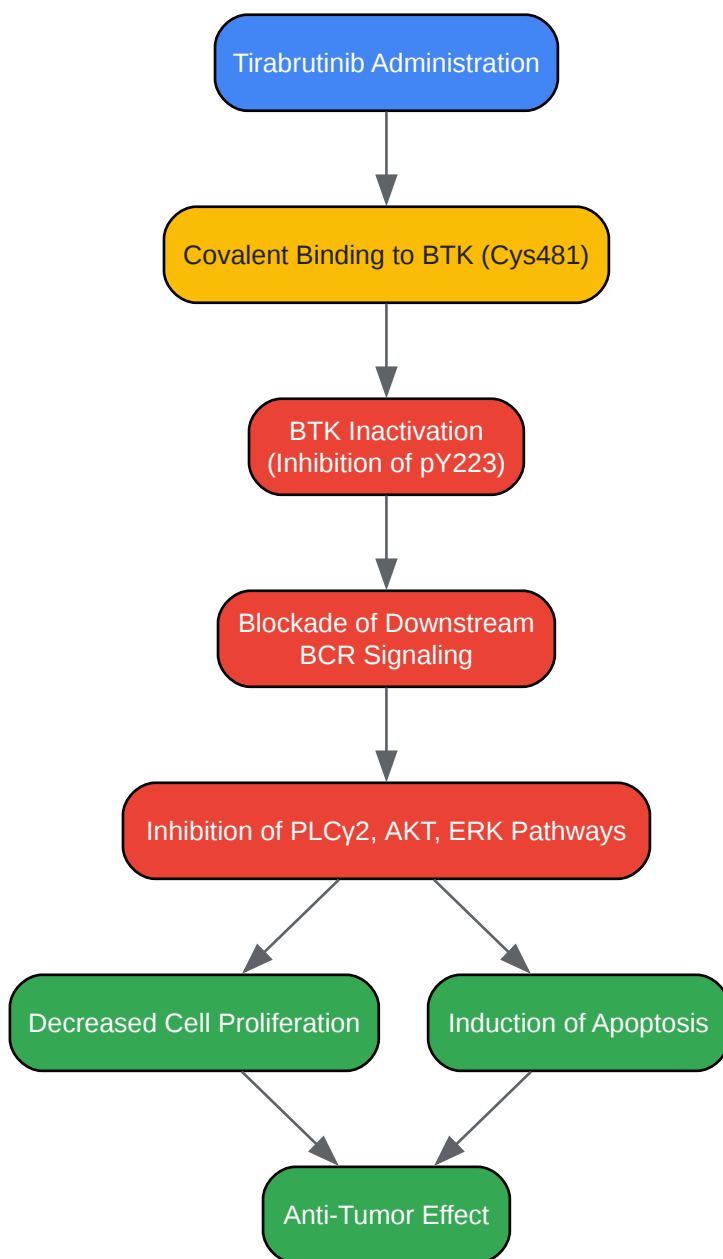 Tirabrutinib Administration
Covalent Binding to BTK (Cys481)
BTK Inactivation
(Inhibition of pY223)
Blockade of Downstream
BCR Signaling
Inhibition of PLCγ2, AKT, ERK Pathways
Decreased Cell Proliferation
Induction of Apoptosis
Anti-Tumor Effect